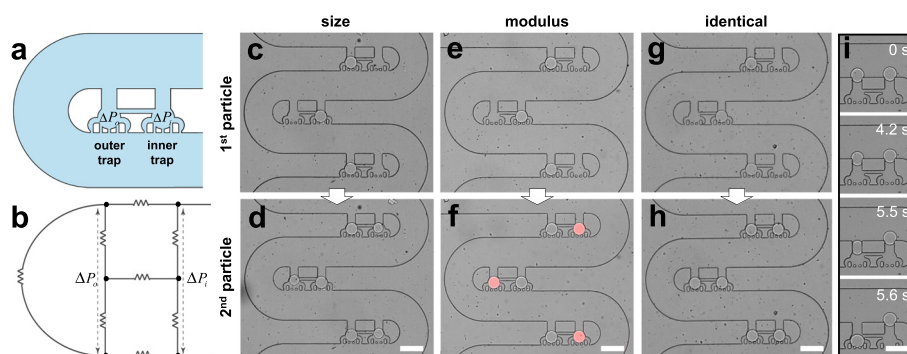 size
modulus
identical
a
ΔP
ΔP
outer
trap
inner
trap
b
ΔPo
ΔPi
1st particle
2nd particle
c
d
e
f
g
h
i
0 s
4.2 s
5.5 s
5.6 s